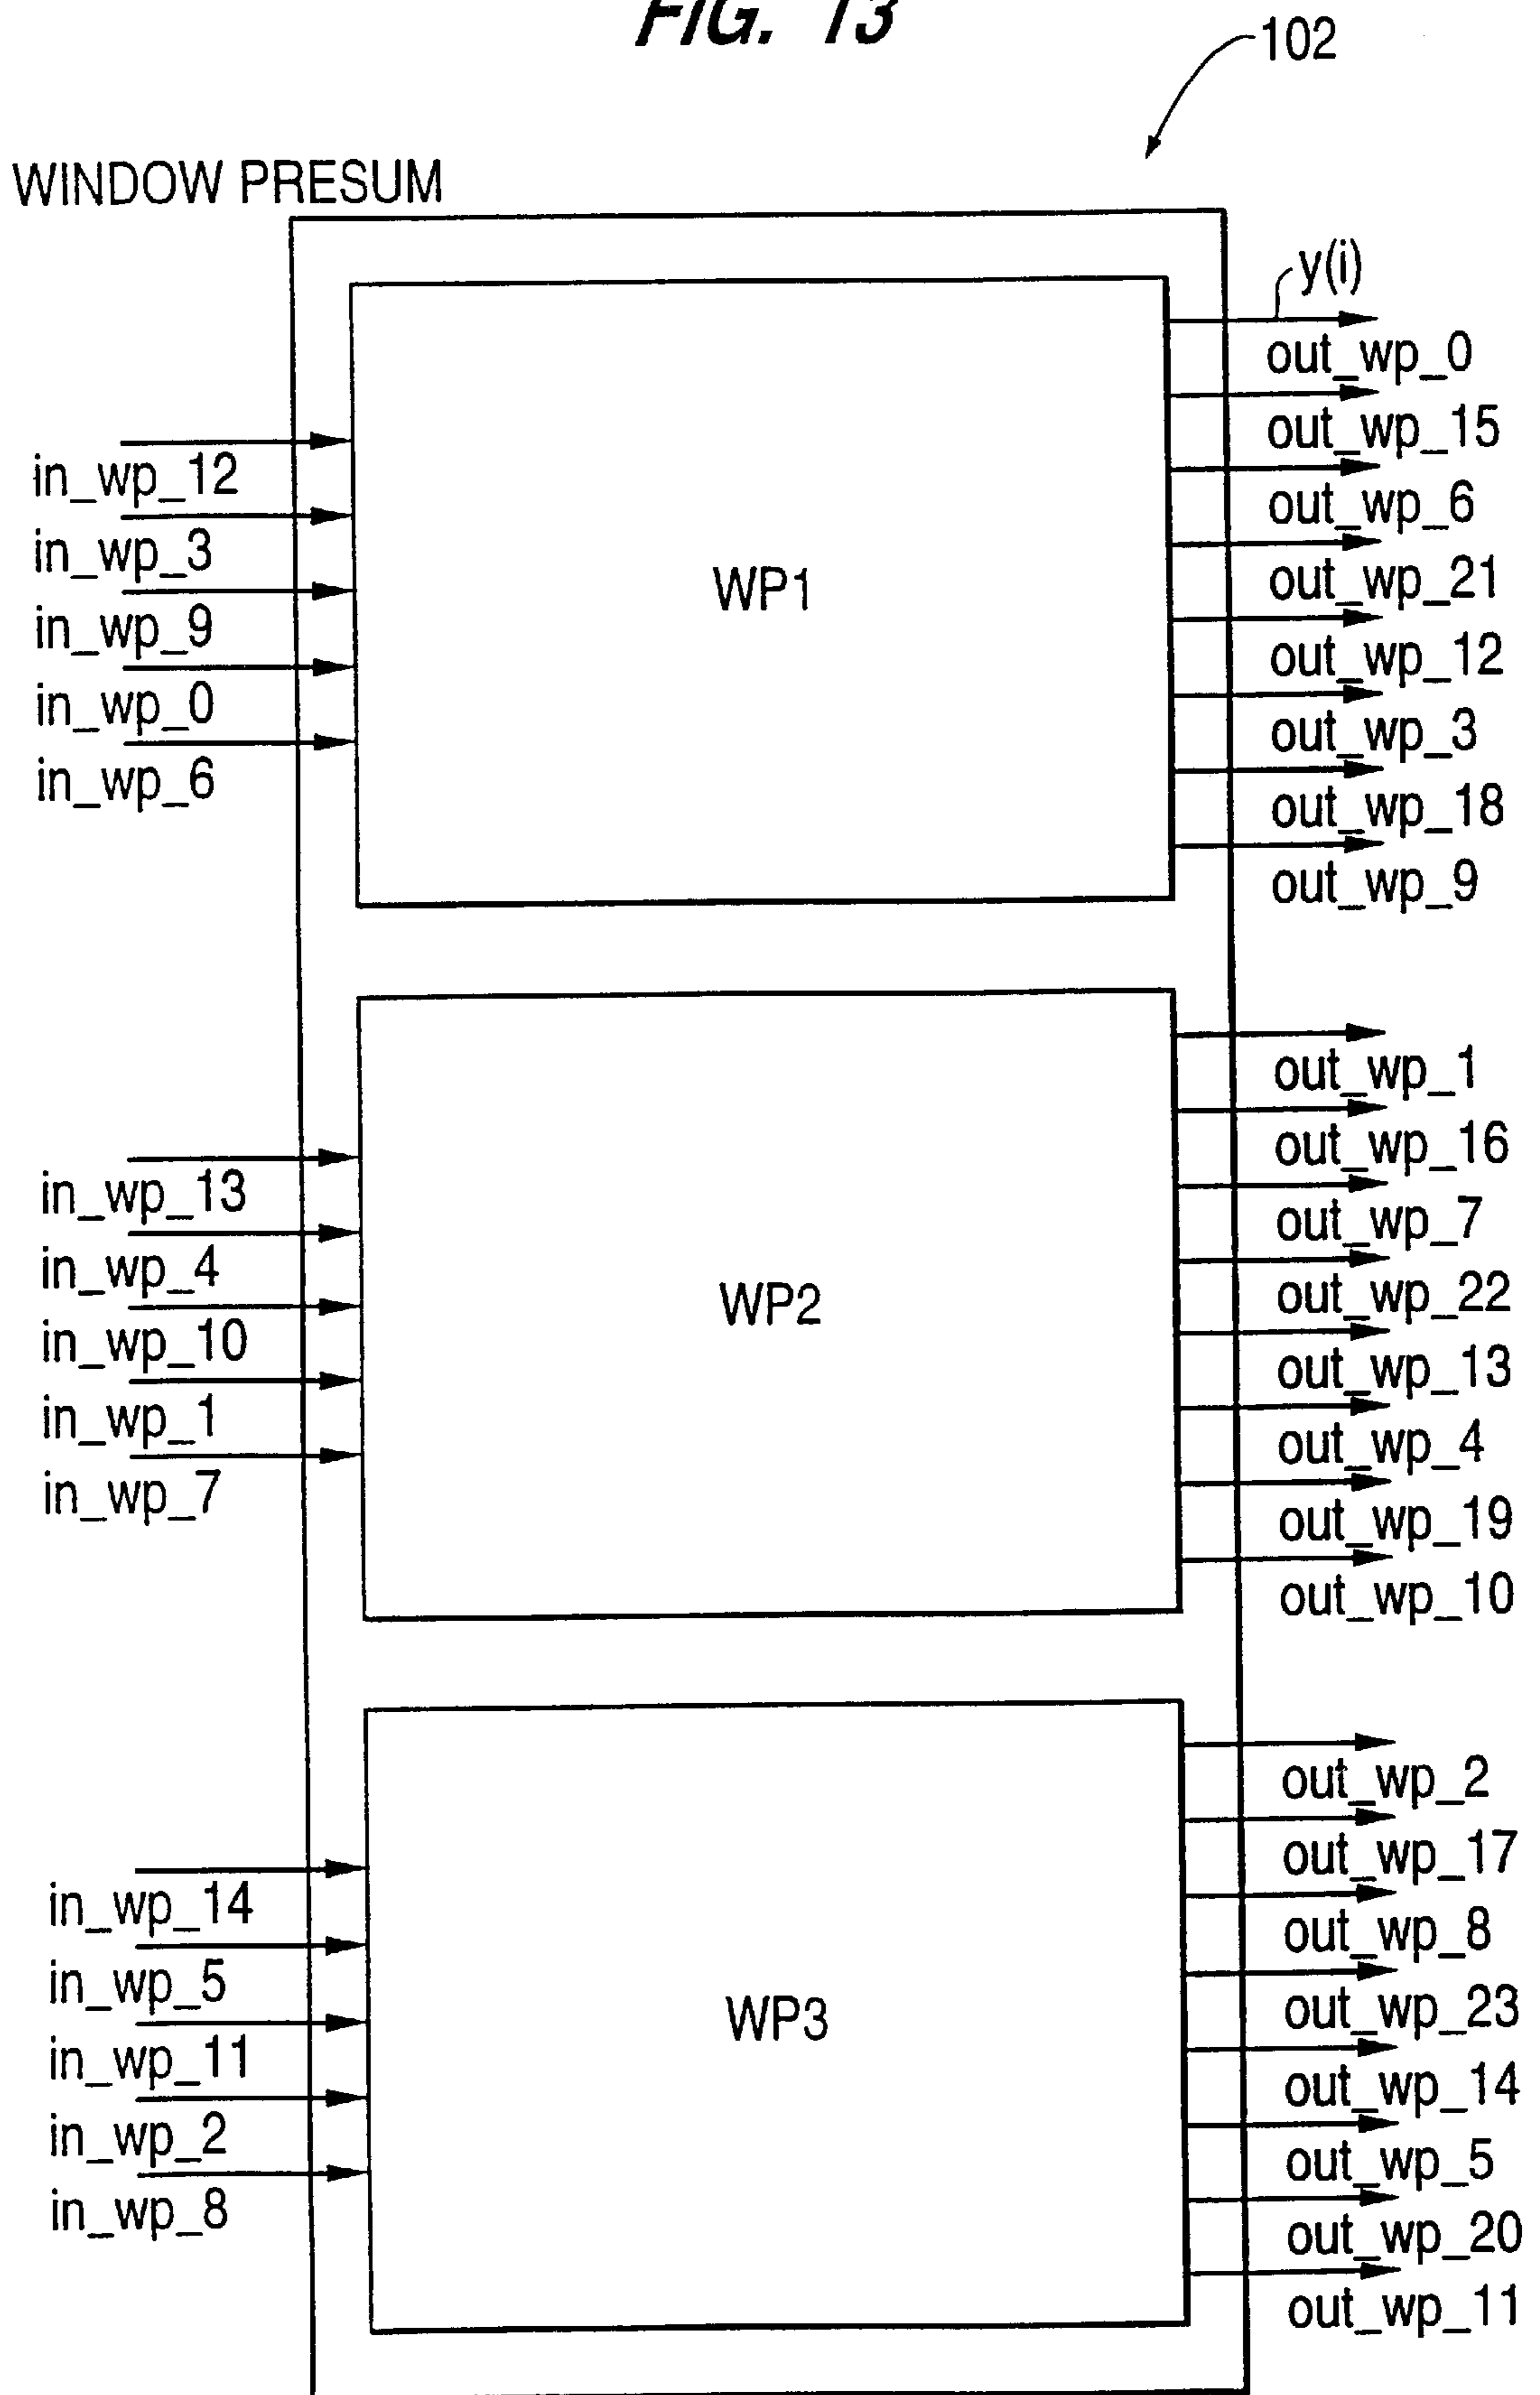 FIG. 13
102
WINDOW PRESUM
y(i)
out_wp_0
out_wp_15
in_wp_12
out_wp_6
in_wp_3
WP1
out_wp_21
in_wp_9
out_wp_12
in_wp_0
out_wp_3
in_wp_6
out_wp_18
out_wp_9
out_wp_1
out_wp_16
in_wp_13
out_wp_7
in_wp_4
WP2
out_wp_22
in_wp_10
out_wp_13
in_wp_1
out_wp_4
in_wp_7
out_wp_19
out_wp_10
out_wp_2
out_wp_17
in_wp_14
out_wp_8
in_wp_5
WP3
out_wp_23
in_wp_11
out_wp_14
in_wp_2
out_wp_5
in_wp_8
out_wp_20
out_wp_11